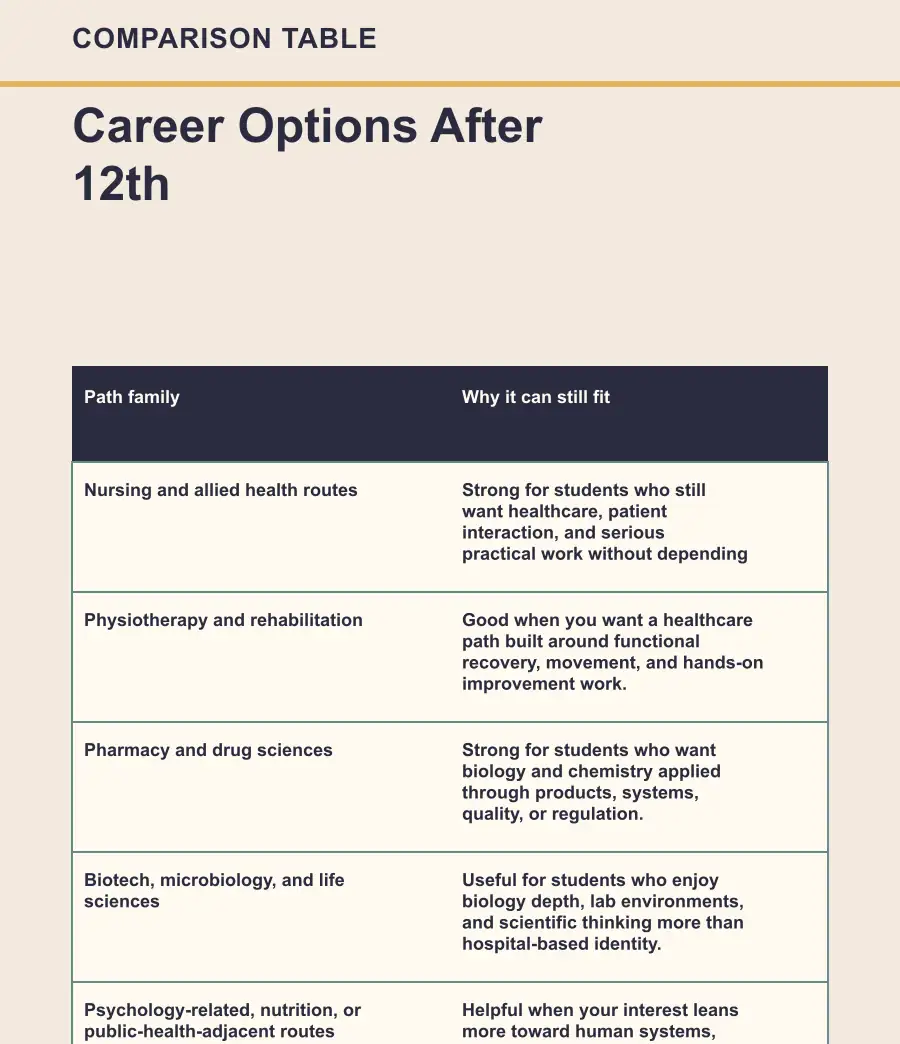 COMPARISON TABLE
Career Options After
12th
Path family
Why it can still fit
Nursing and allied health routes
Strong for students who still
want healthcare, patient
interaction, and serious
practical work without depending
Physiotherapy and rehabilitation
Good when you want a healthcare
path built around functional
recovery, movement, and hands-on
improvement work.
Pharmacy and drug sciences
Strong for students who want
biology and chemistry applied
through products, systems,
quality, or regulation.
Biotech, microbiology, and life
sciences
Useful for students who enjoy
biology depth, lab environments,
and scientific thinking more than
hospital-based identity.
Psychology-related, nutrition, or
public-health-adjacent routes
Helpful when your interest leans
more toward human systems,